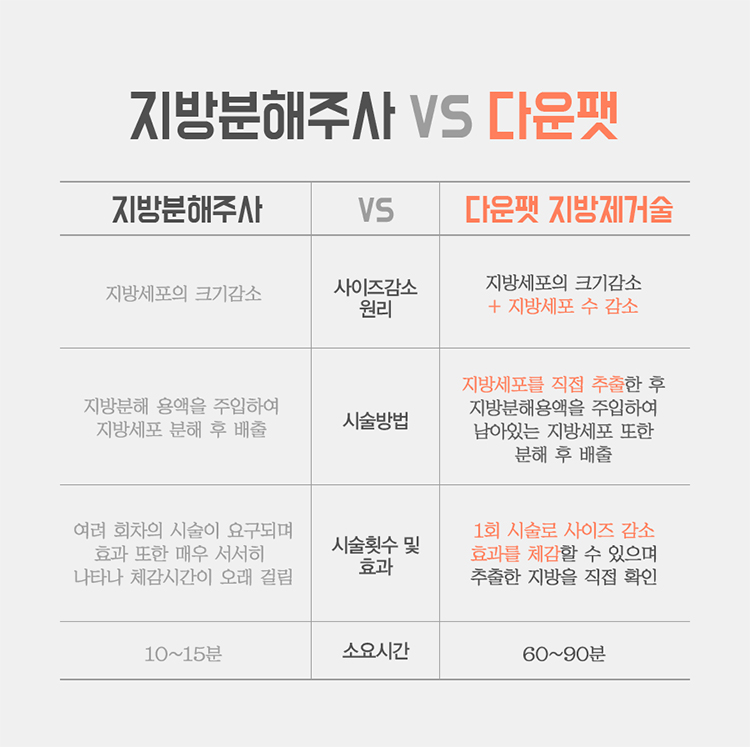 지방분해주사 VS 다운팻
지방분해주사 VS 다운팻 지방제거술
지방세포의 크기감소
사이즈감소
원리
지방세포의 크기감소
+ 지방세포 수 감소
지방분해 용액을 주입하여
지방세포 분해 후 배출
시술방법
지방세포를 직접 추출한 후
지방분해용액을 주입하여
남아있는 지방세포 또한
분해 후 배출
여려 회차의 시술이 요구되며
효과 또한 매우 서서히
나타나 체감시간이 오래 걸림
시술횟수 및
효과
1회 시술로 사이즈 감소
효과를 체감할 수 있으며
추출한 지방을 직접 확인
10~15분
소요시간
60~90분